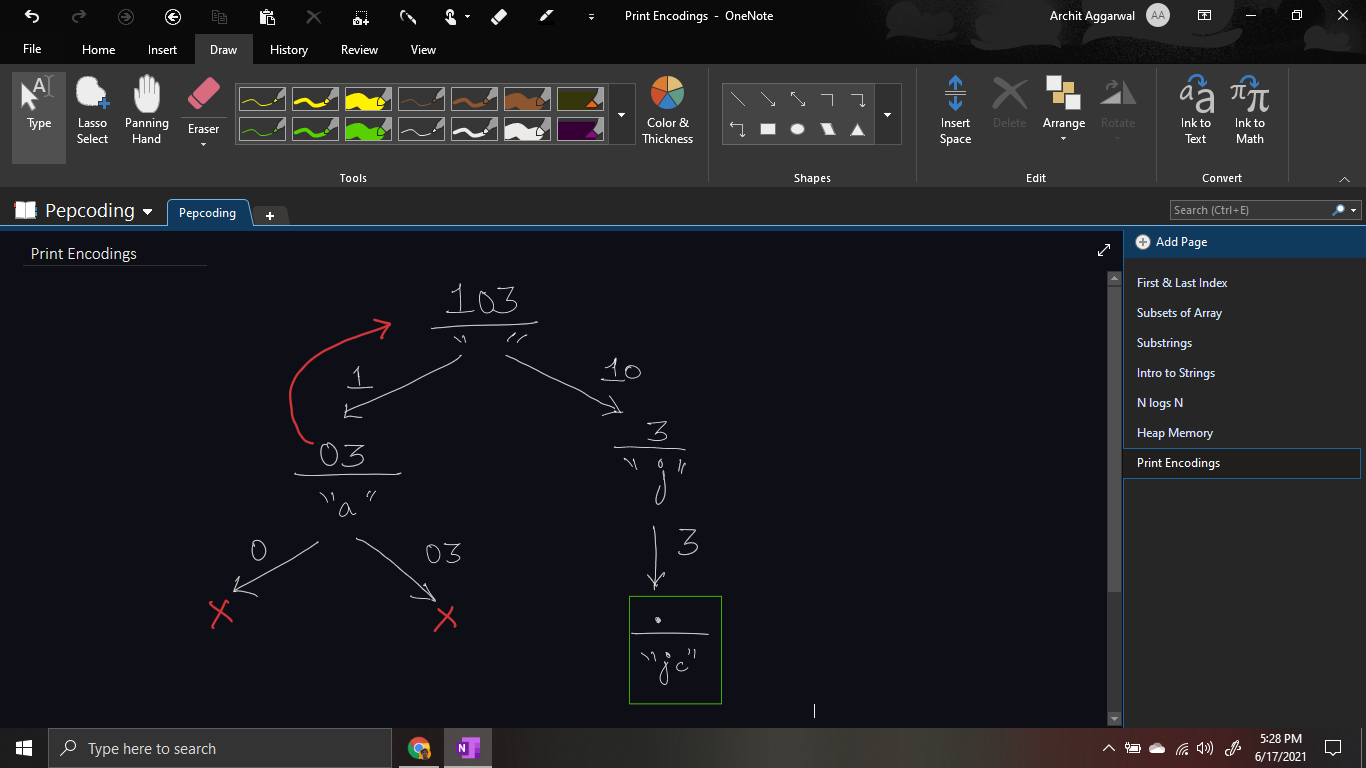 Print Encodings - OneNote
Archit Aggarwal AA
File Home Insert Draw History Review View
Type
Lasso Select
Panning Hand
Eraser
Color & Thickness
Insert Space
Delete
Arrange
Rotate
Ink to Text
Ink to Math
Tools
Shapes
Edit
Convert
Pepcoding
Pepcoding
Search (Ctrl+E)
Print Encodings
Add Page
First & Last Index
Subsets of Array
Substrings
Intro to Strings
N logs N
Heap Memory
Print Encodings
103
" "
1
10
03
"a"
3
"j"
0
03
3
X
X
.
"jc"
Type here to search
5:28 PM
6/17/2021